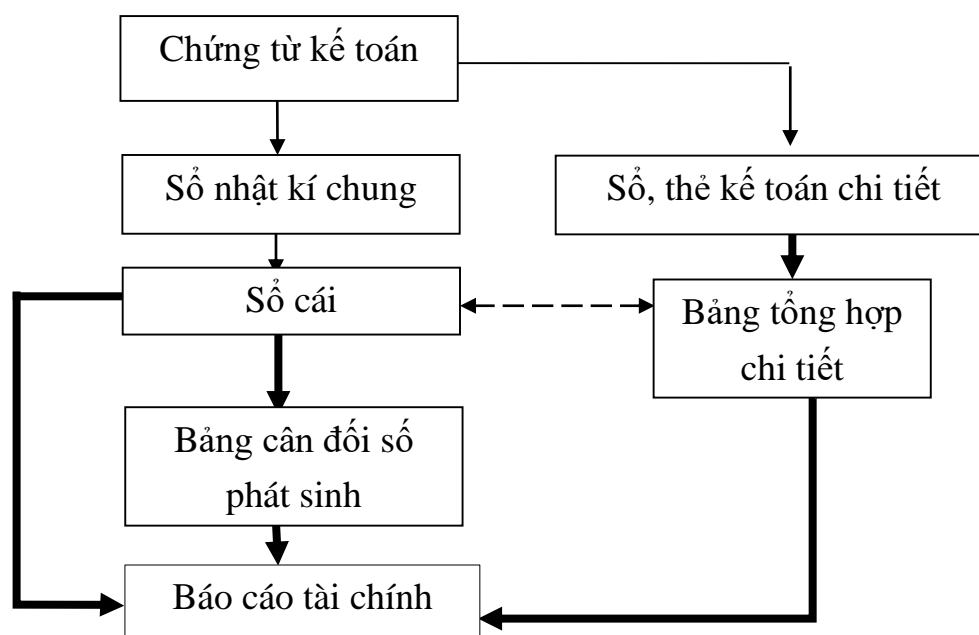 Chứng từ kế toán
Sổ nhật kí chung
Sổ, thẻ kế toán chi tiết
Sổ cái
Bảng tổng hợp
chi tiết
Bảng cân đối số
phát sinh
Báo cáo tài chính